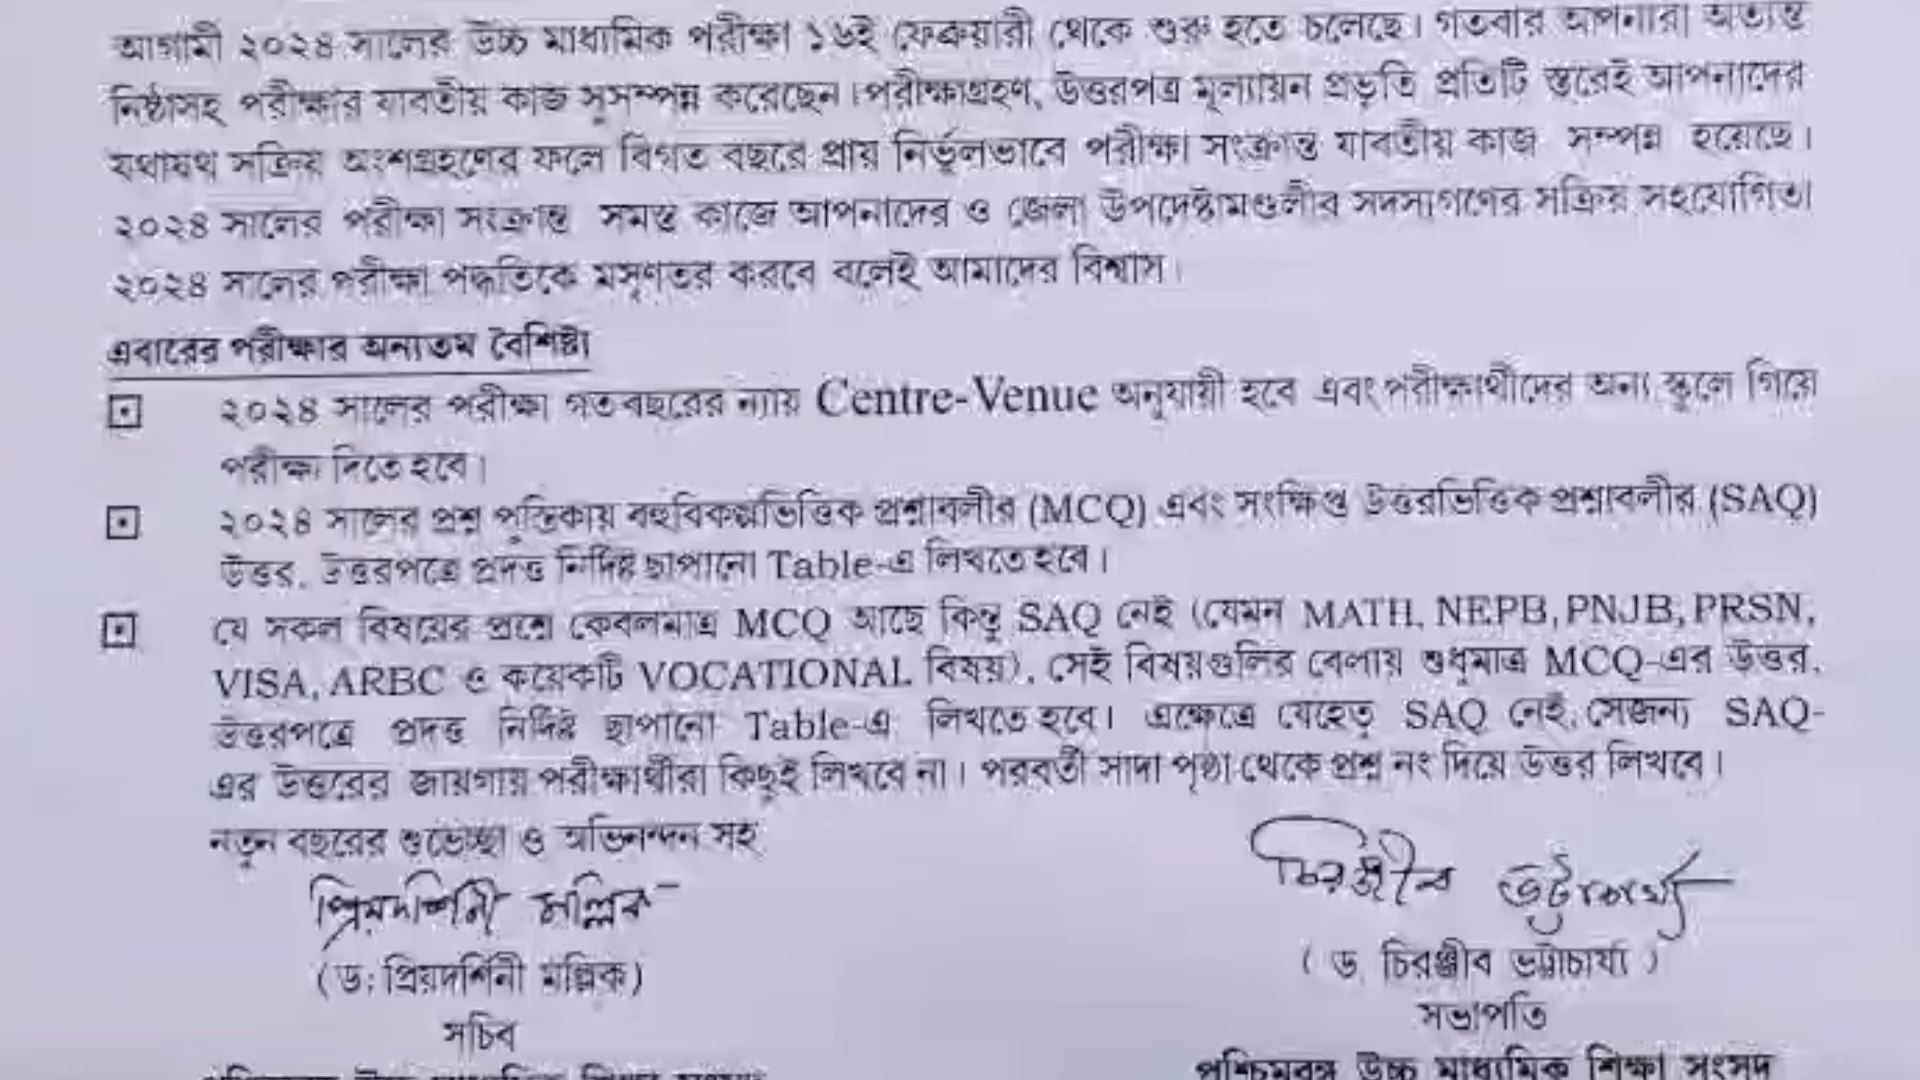 আগামী ২০২৪ সালের উচ্চ মাধ্যমিক পরীক্ষা ১৬ই ফেব্রুয়ারী থেকে শুরু হতে চলেছে। গতবার আপনারা অত্যন্ত
নিষ্ঠাসহ পরীক্ষার যাবতীয় কাজ সুসম্পন্ন করেছেন। পরীক্ষাগ্রহণ, উত্তরপত্র মূল্যায়ন প্রভৃতি প্রতিটি স্তরেই আপনাদের
যথাযথ সক্রিয় অংশগ্রহণের ফলে বিগত বছরে প্রায় নির্ভুলভাবে পরীক্ষা সংক্রান্ত যাবতীয় কাজ সম্পন্ন হয়েছে।
২০২৪ সালের পরীক্ষা সংক্রান্ত সমস্ত কাজে আপনাদের ও জেলা উপদেষ্টামণ্ডলীর সদস্যগণের সক্রিয় সহযোগিতা
২০২৪ সালের পরীক্ষা পদ্ধতিকে মসৃণতর করবে বলেই আমাদের বিশ্বাস।
এবারের পরীক্ষার অন্যতম বৈশিষ্ট্য
২০২৪ সালের পরীক্ষা গতবছরের ন্যায় Centre-Venue অনুযায়ী হবে এবং পরীক্ষার্থীদের অন্য স্কুলে গিয়ে
পরীক্ষা দিতে হবে।
২০২৪ সালের প্রশ্ন পুস্তিকায় বহুবিকল্পভিত্তিক প্রশ্নাবলীর (MCQ) এবং সংক্ষিপ্ত উত্তরভিত্তিক প্রশ্নাবলীর (SAQ)
উত্তর, উত্তরপত্রে প্রদত্ত নির্দিষ্ট ছাপানো Table-এ লিখতে হবে।
যে সকল বিষয়ের প্রশ্নে কেবলমাত্র MCQ আছে কিন্তু SAQ নেই (যেমন MATH, NEPB, PNJB, PRSN,
VISA, ARBC ও কয়েকটি VOCATIONAL বিষয়), সেই বিষয়গুলির বেলায় শুধুমাত্র MCQ-এর উত্তর,
উত্তরপত্রে প্রদত্ত নির্দিষ্ট ছাপানো Table-এ লিখতে হবে। এক্ষেত্রে যেহেতু SAQ নেই, সেজন্য SAQ-
এর উত্তরের জায়গায় পরীক্ষার্থীরা কিছুই লিখবে না। পরবর্তী সাদা পৃষ্ঠা থেকে প্রশ্ন নং দিয়ে উত্তর লিখবে।
নতুন বছরের শুভেচ্ছা ও অভিনন্দন সহ
প্রিয়দর্শিনী মল্লিক
চিরঞ্জীব ভট্টাচার্য্য
(ড: প্রিয়দর্শিনী মল্লিক)
( ড. চিরঞ্জীব ভট্টাচার্য্য )
সচিব
সভাপতি
পশ্চিমবঙ্গ উচ্চ মাধ্যমিক শিক্ষা সংসদ
পশ্চিমবঙ্গ উচ্চ মাধ্যমিক শিক্ষা সংসদ